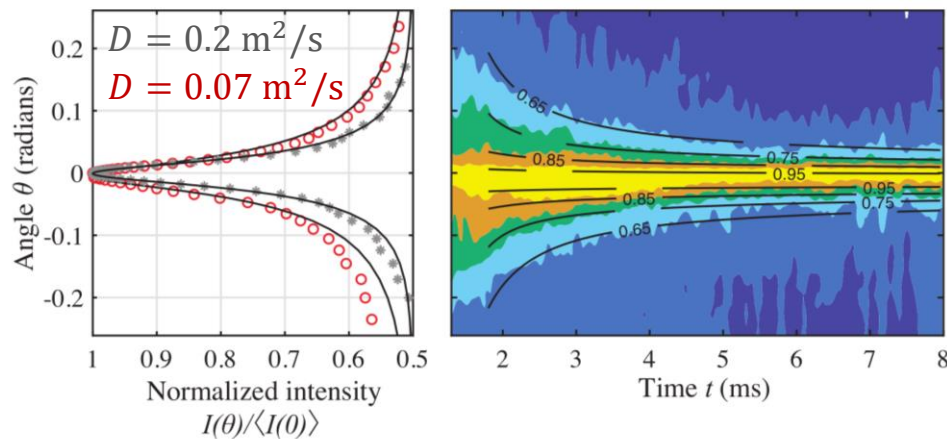 D = 0.2 m²/s
D = 0.07 m²/s
Angle θ (radians)
0.2
0.1
0
-0.1
-0.2
1 0.9 0.8 0.7 0.6 0.5
Normalized intensity
I(θ)/⟨I(0)⟩
0.65
0.75
0.85
0.95
0.95
0.85
0.75
0.65
2 3 4 5 6 7 8
Time t (ms)